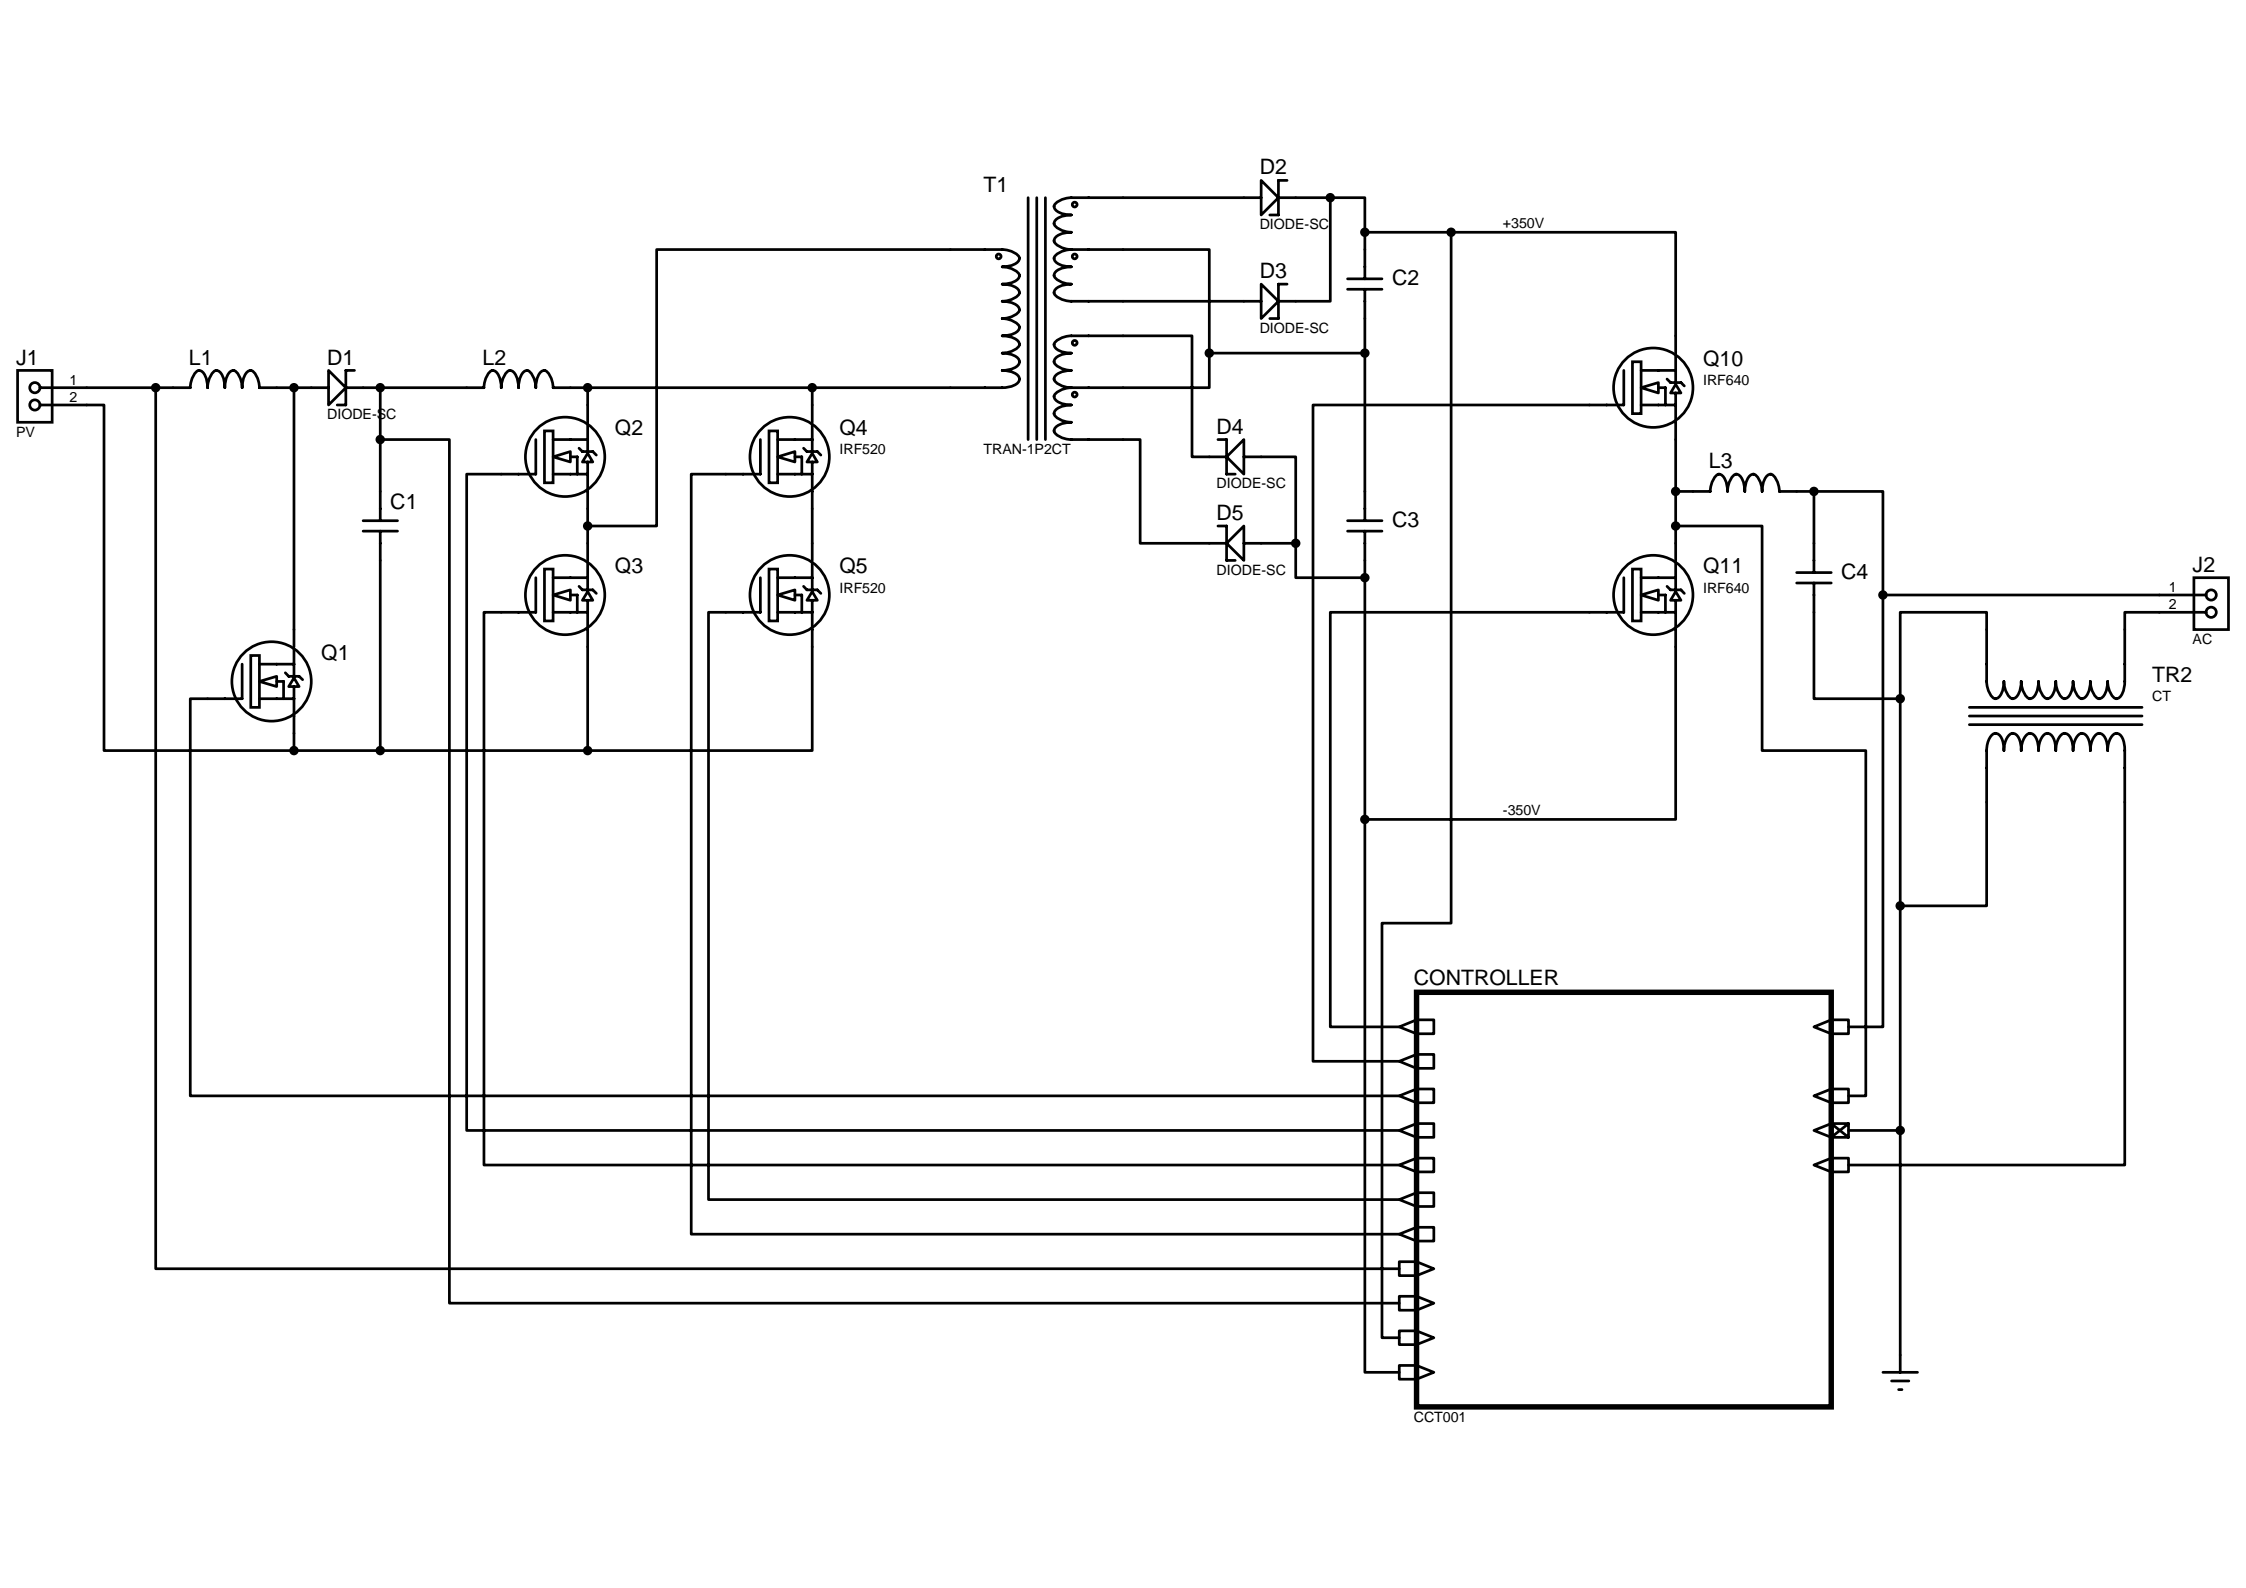 T1
TRAN-1P2CT
D2
DIODE-SC
+350V
D3
DIODE-SC
C2
J1
1
2
PV
L1
D1
DIODE-SC
L2
Q2
Q4
IRF520
D4
DIODE-SC
Q10
IRF640
L3
C1
D5
DIODE-SC
C3
Q3
Q5
IRF520
Q11
IRF640
C4
J2
1
2
AC
Q1
TR2
CT
-350V
CONTROLLER
CCT001